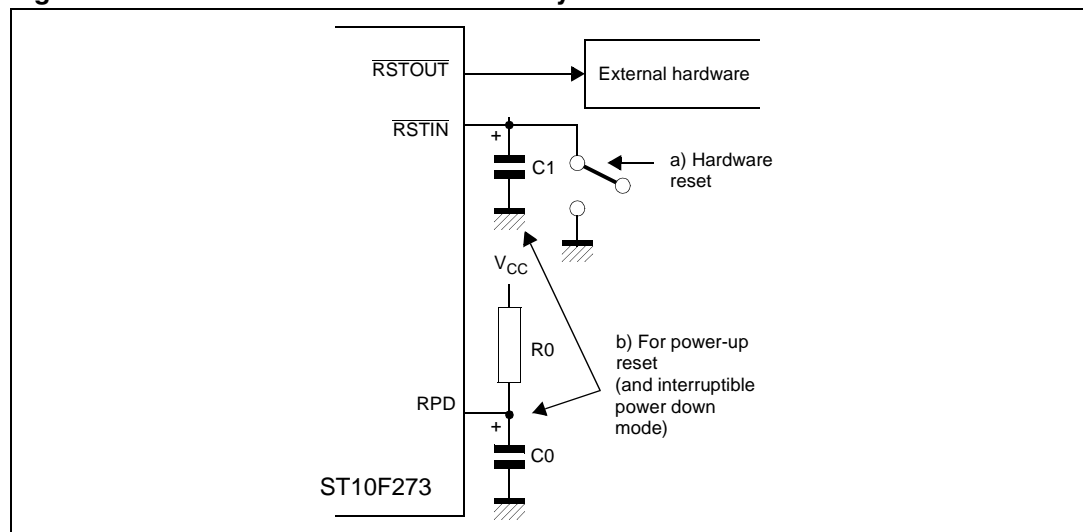 RSTOUT
External hardware
RSTIN
+
C1
a) Hardware
reset
VCC
R0
b) For power-up
reset
(and interruptible
power down
mode)
RPD
+
C0
ST10F273